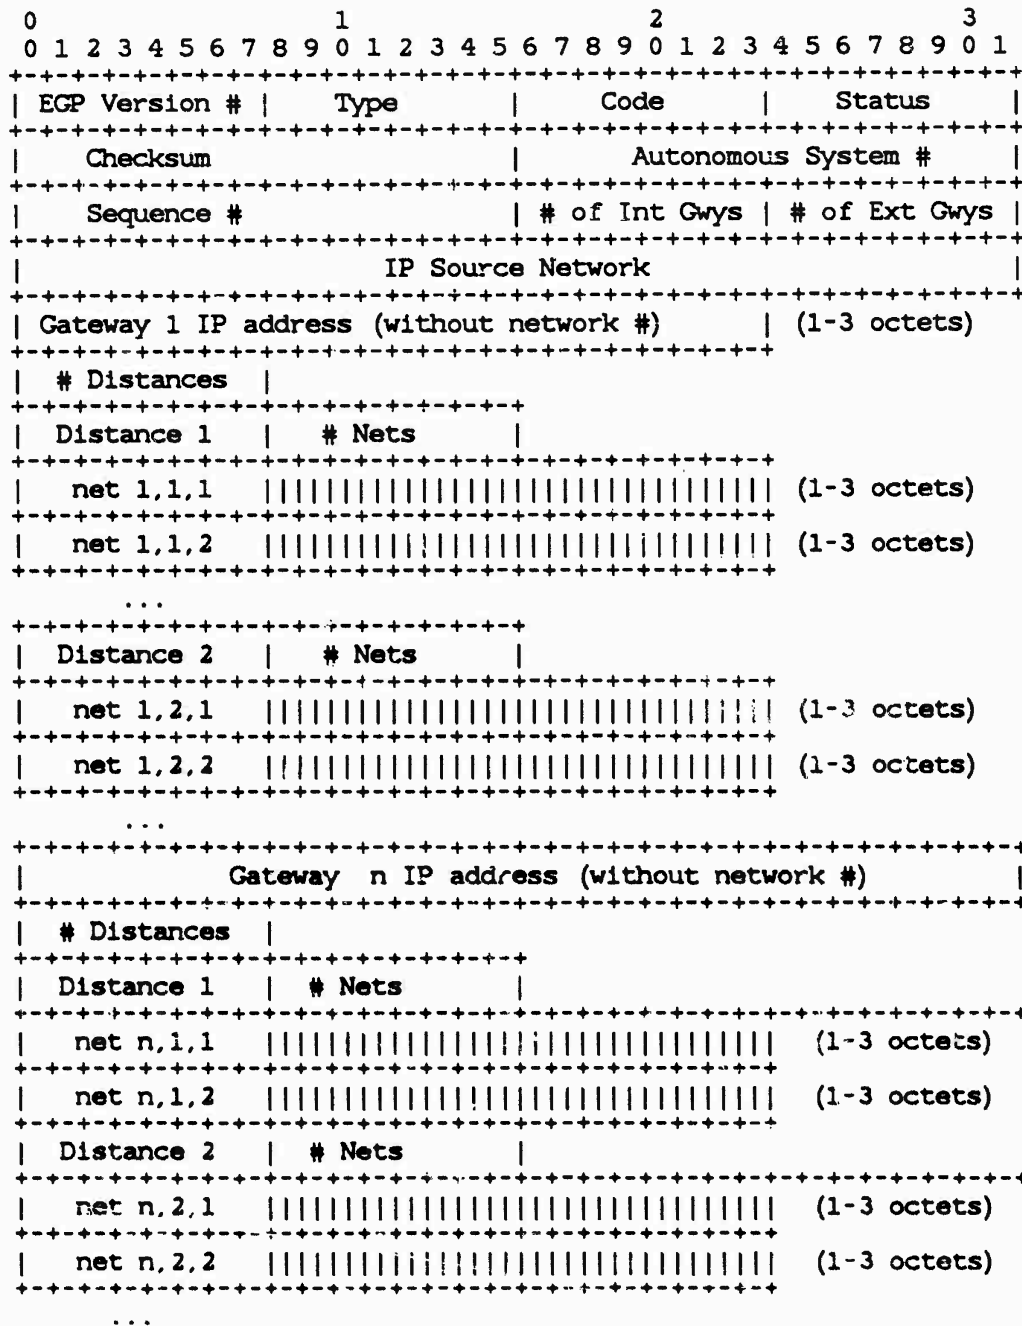 0                   1                   2                   3
0 1 2 3 4 5 6 7 8 9 0 1 2 3 4 5 6 7 8 9 0 1 2 3 4 5 6 7 8 9 0 1
+-+-+-+-+-+-+-+-+-+-+-+-+-+-+-+-+-+-+-+-+-+-+-+-+-+-+-+-+-+-+-+-+
| EGP Version # |     Type      |     Code      |    Status     |
+-+-+-+-+-+-+-+-+-+-+-+-+-+-+-+-+-+-+-+-+-+-+-+-+-+-+-+-+-+-+-+-+
|    Checksum                   |       Autonomous System #     |
+-+-+-+-+-+-+-+-+-+-+-+-+-+-+-+-+-+-+-+-+-+-+-+-+-+-+-+-+-+-+-+-+
|    Sequence #                 | # of Int Gwys | # of Ext Gwys |
+-+-+-+-+-+-+-+-+-+-+-+-+-+-+-+-+-+-+-+-+-+-+-+-+-+-+-+-+-+-+-+-+
|                       IP Source Network                       |
+-+-+-+-+-+-+-+-+-+-+-+-+-+-+-+-+-+-+-+-+-+-+-+-+-+-+-+-+-+-+-+-+
| Gateway 1 IP address (without network #)      | (1-3 octets)
+-+-+-+-+-+-+-+-+-+-+-+-+-+-+-+-+-+-+-+-+-+-+-+-+
|  # Distances  |
+-+-+-+-+-+-+-+-+-+-+-+-+-+-+-+-+
|  Distance 1   |   # Nets      |
+-+-+-+-+-+-+-+-+-+-+-+-+-+-+-+-+-+-+-+-+-+-+-+-+
|   net 1,1,1   ||||||||||||||||||||||||||||||||| (1-3 octets)
+-+-+-+-+-+-+-+-+-+-+-+-+-+-+-+-+-+-+-+-+-+-+-+-+
|   net 1,1,2   ||||||||||||||||||||||||||||||||| (1-3 octets)
+-+-+-+-+-+-+-+-+-+-+-+-+-+-+-+-+-+-+-+-+-+-+-+-+
...
+-+-+-+-+-+-+-+-+-+-+-+-+-+-+-+-+
|  Distance 2   |   # Nets      |
+-+-+-+-+-+-+-+-+-+-+-+-+-+-+-+-+-+-+-+-+-+-+-+-+
|   net 1,2,1   ||||||||||||||||||||||||||||||||| (1-3 octets)
+-+-+-+-+-+-+-+-+-+-+-+-+-+-+-+-+-+-+-+-+-+-+-+-+
|   net 1,2,2   ||||||||||||||||||||||||||||||||| (1-3 octets)
+-+-+-+-+-+-+-+-+-+-+-+-+-+-+-+-+-+-+-+-+-+-+-+-+
...
+-+-+-+-+-+-+-+-+-+-+-+-+-+-+-+-+-+-+-+-+-+-+-+-+-+-+-+-+-+-+-+-+
|             Gateway  n IP address (without network #)         |
+-+-+-+-+-+-+-+-+-+-+-+-+-+-+-+-+-+-+-+-+-+-+-+-+-+-+-+-+-+-+-+-+
|  # Distances  |
+-+-+-+-+-+-+-+-+-+-+-+-+-+-+-+-+
|  Distance 1   |  # Nets       |
+-+-+-+-+-+-+-+-+-+-+-+-+-+-+-+-+-+-+-+-+-+-+-+-+-+-+-+-+-+-+-+-+
|   net n,1,1   |||||||||||||||||||||||||||||||||  (1-3 octets)
+-+-+-+-+-+-+-+-+-+-+-+-+-+-+-+-+-+-+-+-+-+-+-+-+
|   net n,1,2   |||||||||||||||||||||||||||||||||  (1-3 octets)
+-+-+-+-+-+-+-+-+-+-+-+-+-+-+-+-+-+-+-+-+-+-+-+-+
|  Distance 2   |  # Nets       |
+-+-+-+-+-+-+-+-+-+-+-+-+-+-+-+-+-+-+-+-+-+-+-+-+-+-+-+-+-+-+-+-+
|   net n,2,1   |||||||||||||||||||||||||||||||||  (1-3 octets)
+-+-+-+-+-+-+-+-+-+-+-+-+-+-+-+-+-+-+-+-+-+-+-+-+
|   net n,2,2   |||||||||||||||||||||||||||||||||  (1-3 octets)
+-+-+-+-+-+-+-+-+-+-+-+-+-+-+-+-+-+-+-+-+-+-+-+-+
...